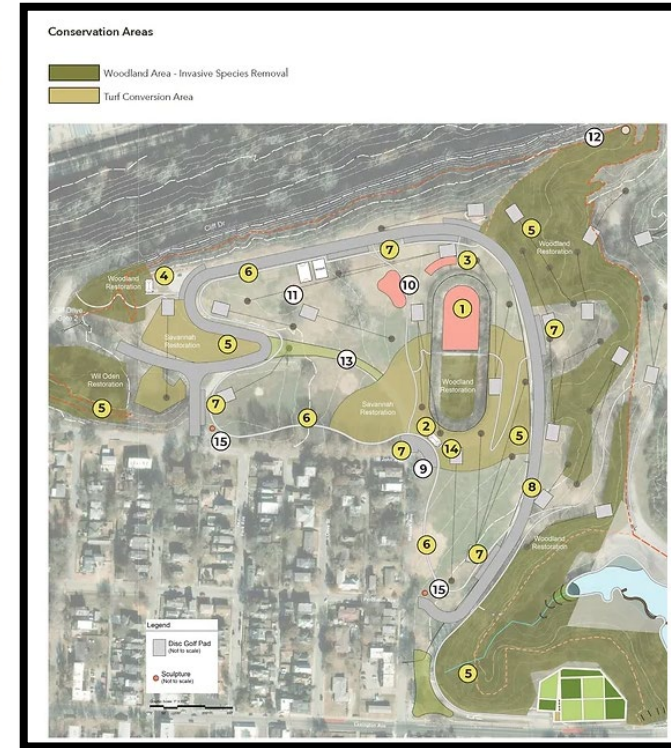 Conservation Areas
Woodland Area - Invasive Species Removal
Turf Conversion Area
12
Cliff Dr
5
Woodland
Restoration
7
3
6
4
Woodland
Restoration
10
11
1
7
5
Savannah
Restoration
13
Woodland
Restoration
Wil Oden
Restoration
5
Savannah
Restoration
7
6
15
2
14
5
7
9
8
6
7
Woodland
Restoration
15
5
Legend
Disc Golf Pad
(Not to scale)
Sculpture
(Not to scale)